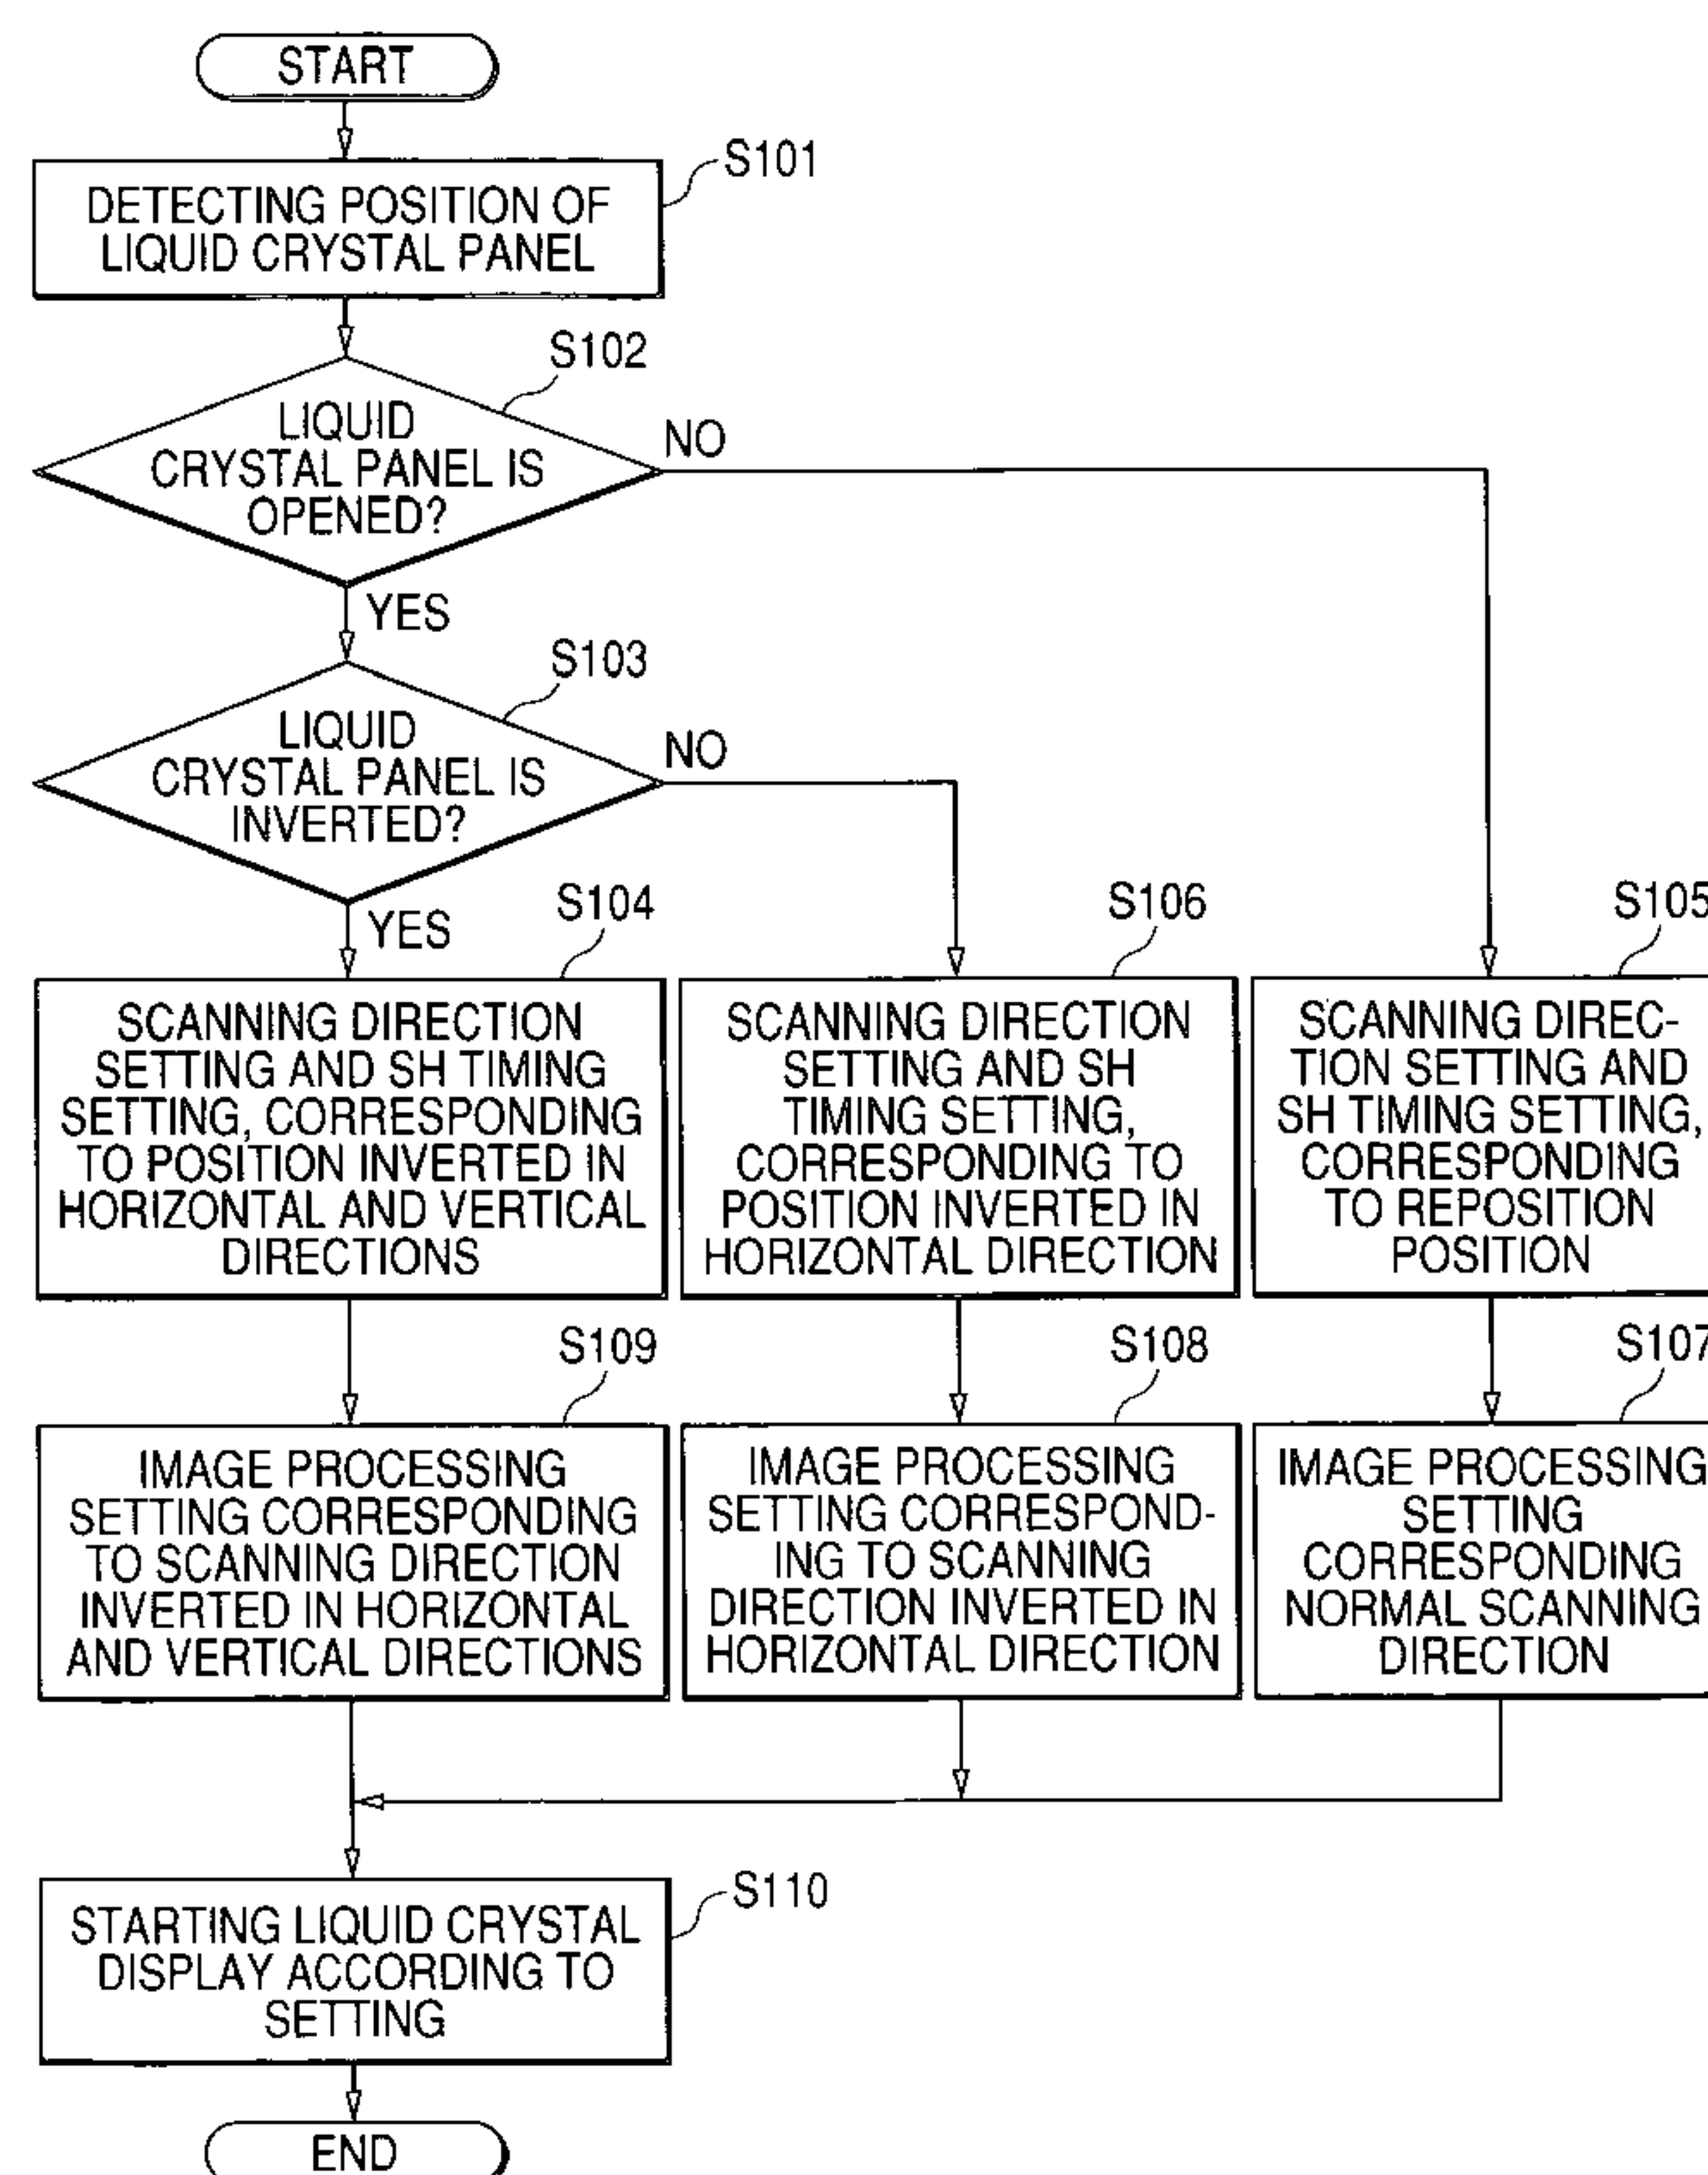 START
S101
DETECTING POSITION OF
LIQUID CRYSTAL PANEL
S102
LIQUID
CRYSTAL PANEL IS
OPENED?
NO
YES
S103
LIQUID
CRYSTAL PANEL IS
INVERTED?
NO
YES
S104
SCANNING DIRECTION
SETTING AND SH TIMING
SETTING, CORRESPONDING
TO POSITION INVERTED IN
HORIZONTAL AND VERTICAL
DIRECTIONS
S106
SCANNING DIRECTION
SETTING AND SH
TIMING SETTING,
CORRESPONDING TO
POSITION INVERTED IN
HORIZONTAL DIRECTION
S105
SCANNING DIREC-
TION SETTING AND
SH TIMING SETTING,
CORRESPONDING
TO REPOSITION
POSITION
S109
IMAGE PROCESSING
SETTING CORRESPONDING
TO SCANNING DIRECTION
INVERTED IN HORIZONTAL
AND VERTICAL DIRECTIONS
S108
IMAGE PROCESSING
SETTING CORRESPOND-
ING TO SCANNING
DIRECTION INVERTED IN
HORIZONTAL DIRECTION
S107
IMAGE PROCESSING
SETTING
CORRESPONDING
NORMAL SCANNING
DIRECTION
S110
STARTING LIQUID CRYSTAL
DISPLAY ACCORDING TO
SETTING
END